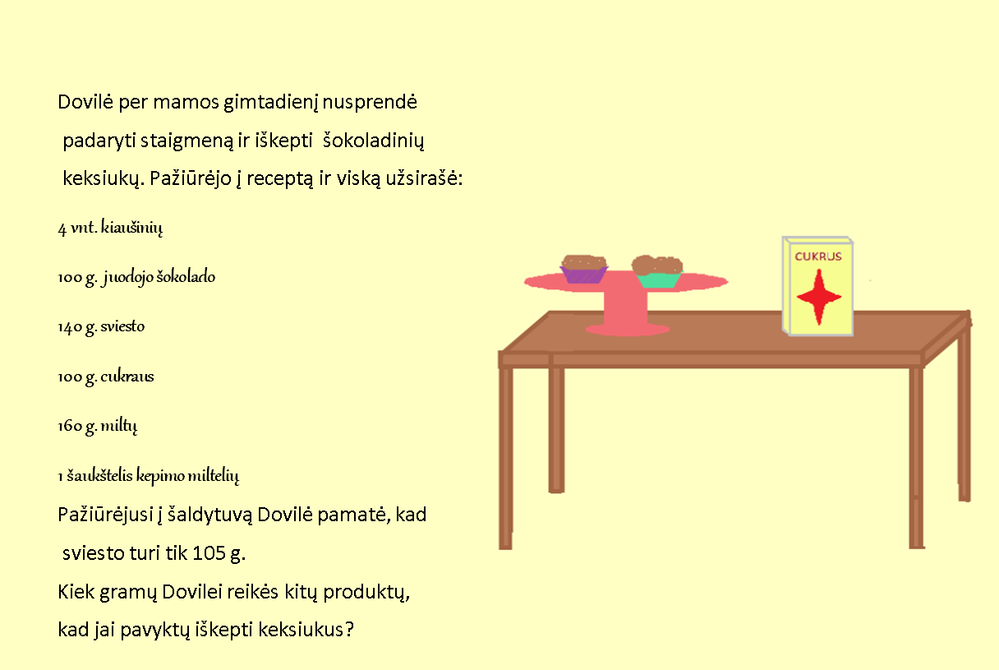 Dovilė per mamos gimtadienį nusprendė
padaryti staigmeną ir iškepti šokoladinių
keksiukų. Pažiūrėjo į receptą ir viską užsirašė:
4 vnt. kiaušinių
100 g. juodojo šokolado
140 g. sviesto
100 g. cukraus
160 g. miltų
1 šaukštelis kepimo miltelių
Pažiūrėjusi į šaldytuvą Dovilė pamatė, kad
sviesto turi tik 105 g.
Kiek gramų Dovilei reikės kitų produktų,
kad jai pavyktų iškepti keksiukus?
CUKRUS